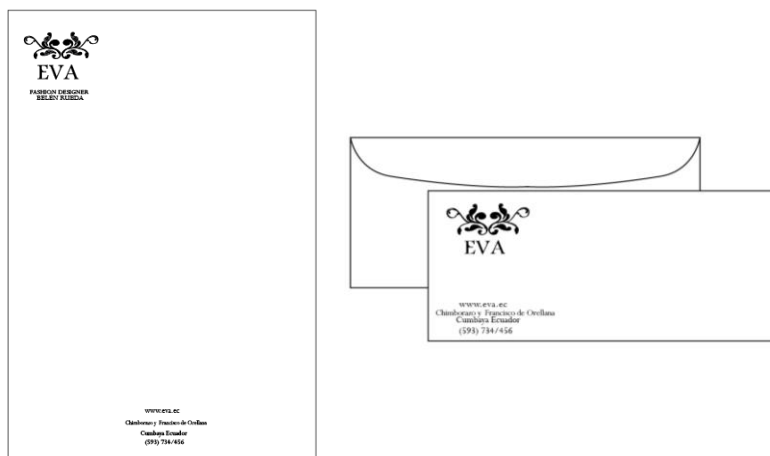 EVA
FASHION DESIGNER
BELEN RUEDA
www.eva.ec
Chimborazo y Francisco de Orellana
Cumbaya Ecuador
(593) 734/456
EVA
www.eva.ec
Chimborazo y Francisco de Orellana
Cumbaya Ecuador
(593) 734/456